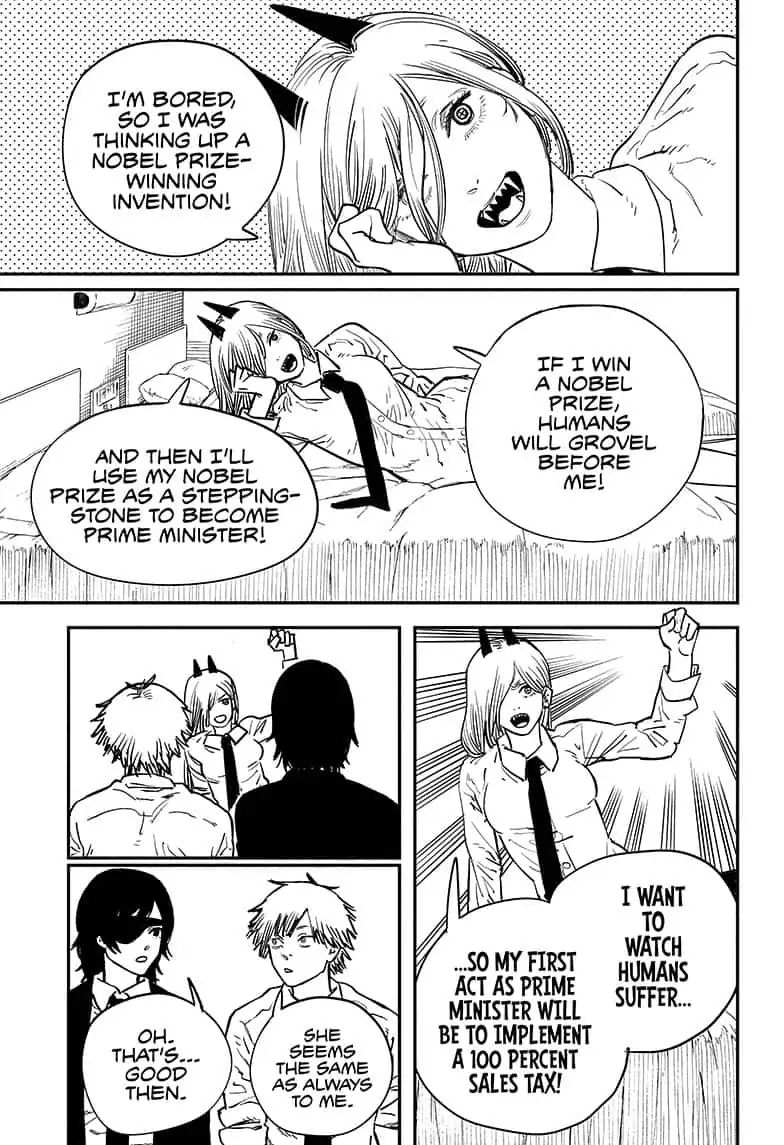 I'M BORED,
SO I WAS
THINKING UP A
NOBEL PRIZE-
WINNING
INVENTION!
IF I WIN
A NOBEL
PRIZE,
HUMANS
WILL GROVEL
BEFORE
ME!
AND THEN I'LL
USE MY NOBEL
PRIZE AS A STEPPING-
STONE TO BECOME
PRIME MINISTER!
I WANT
TO
WATCH
HUMANS
SUFFER...
...SO MY FIRST
ACT AS PRIME
MINISTER WILL
BE TO IMPLEMENT
A 100 PERCENT
SALES TAX!
SHE
SEEMS
THE SAME
AS ALWAYS
TO ME.
OH.
THAT'S...
GOOD
THEN.